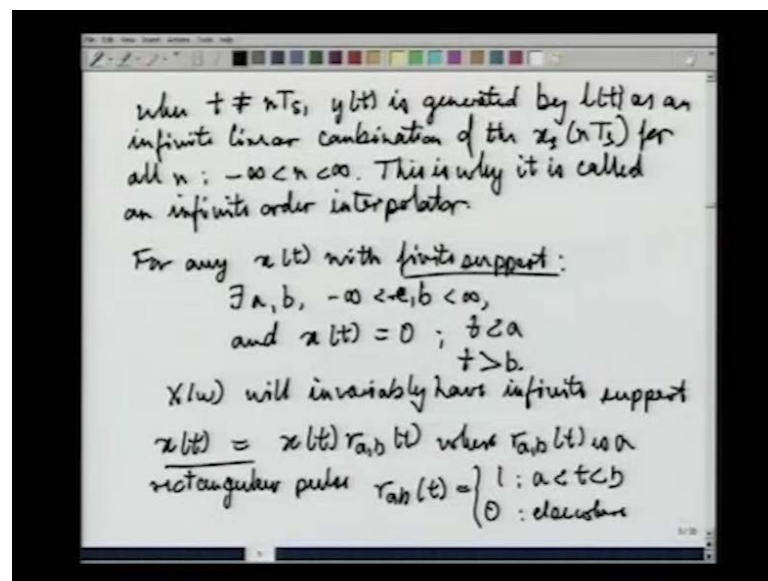 when t ≠ nTs, y(t) is generated by h(t) as an
infinite linear combination of the xs(nTs) for
all n : -∞ < n < ∞. This is why it is called
an infinite order interpolator.
For any x(t) with finite support :
∃ a, b, -∞ < a, b < ∞,
and x(t) = 0 ; t < a
t > b.
X(ω) will invariably have infinite support
x(t) = x(t) ra,b(t) where ra,b(t) is a
rectangular pulse rab(t) = { 1 : a < t < b
0 : elsewhere